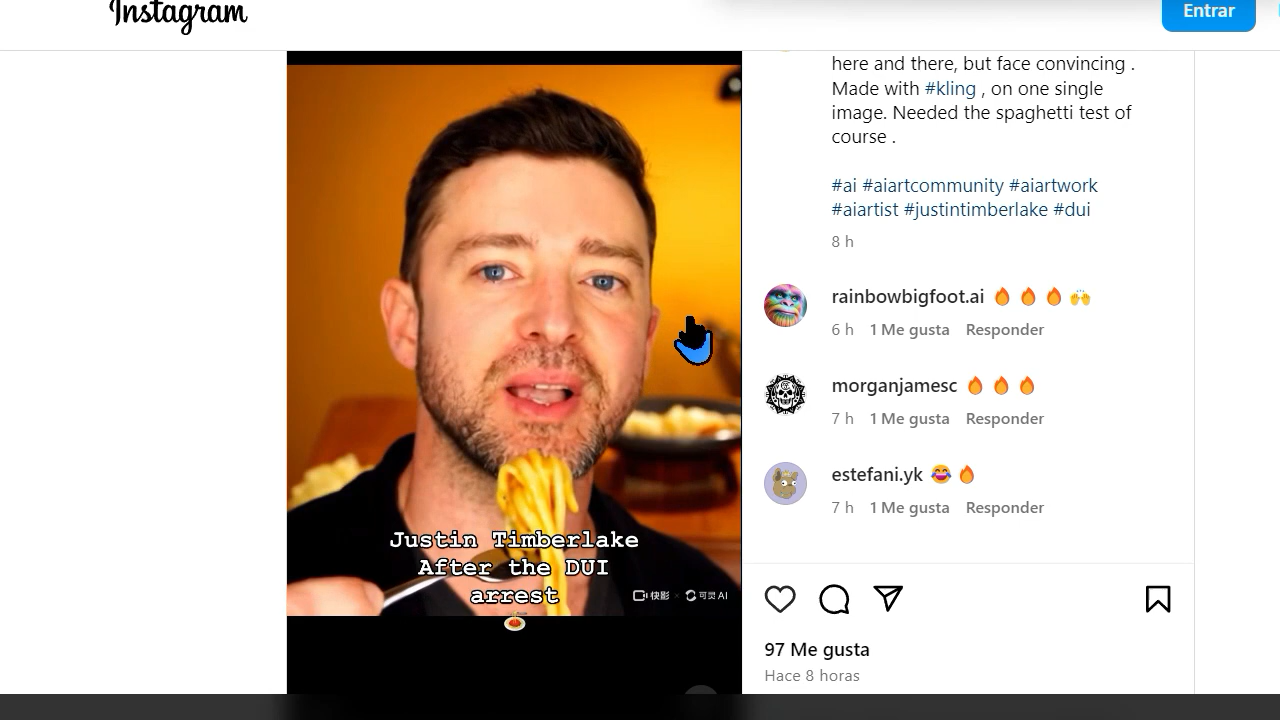 Instagram
Entrar
here and there, but face convincing .
Made with #kling , on one single
image. Needed the spaghetti test of
course .
#ai #aiartcommunity #aiartwork
#aiartist #justintimberlake #dui
8 h
rainbowbigfoot.ai 🔥 🔥 🔥 🙌
6 h 1 Me gusta Responder
morganjamesc 🔥 🔥 🔥
7 h 1 Me gusta Responder
estefani.yk 😂 🔥
7 h 1 Me gusta Responder
Justin Timberlake
After the DUI
arrest
🍝
快影 × 可灵 AI
97 Me gusta
Hace 8 horas